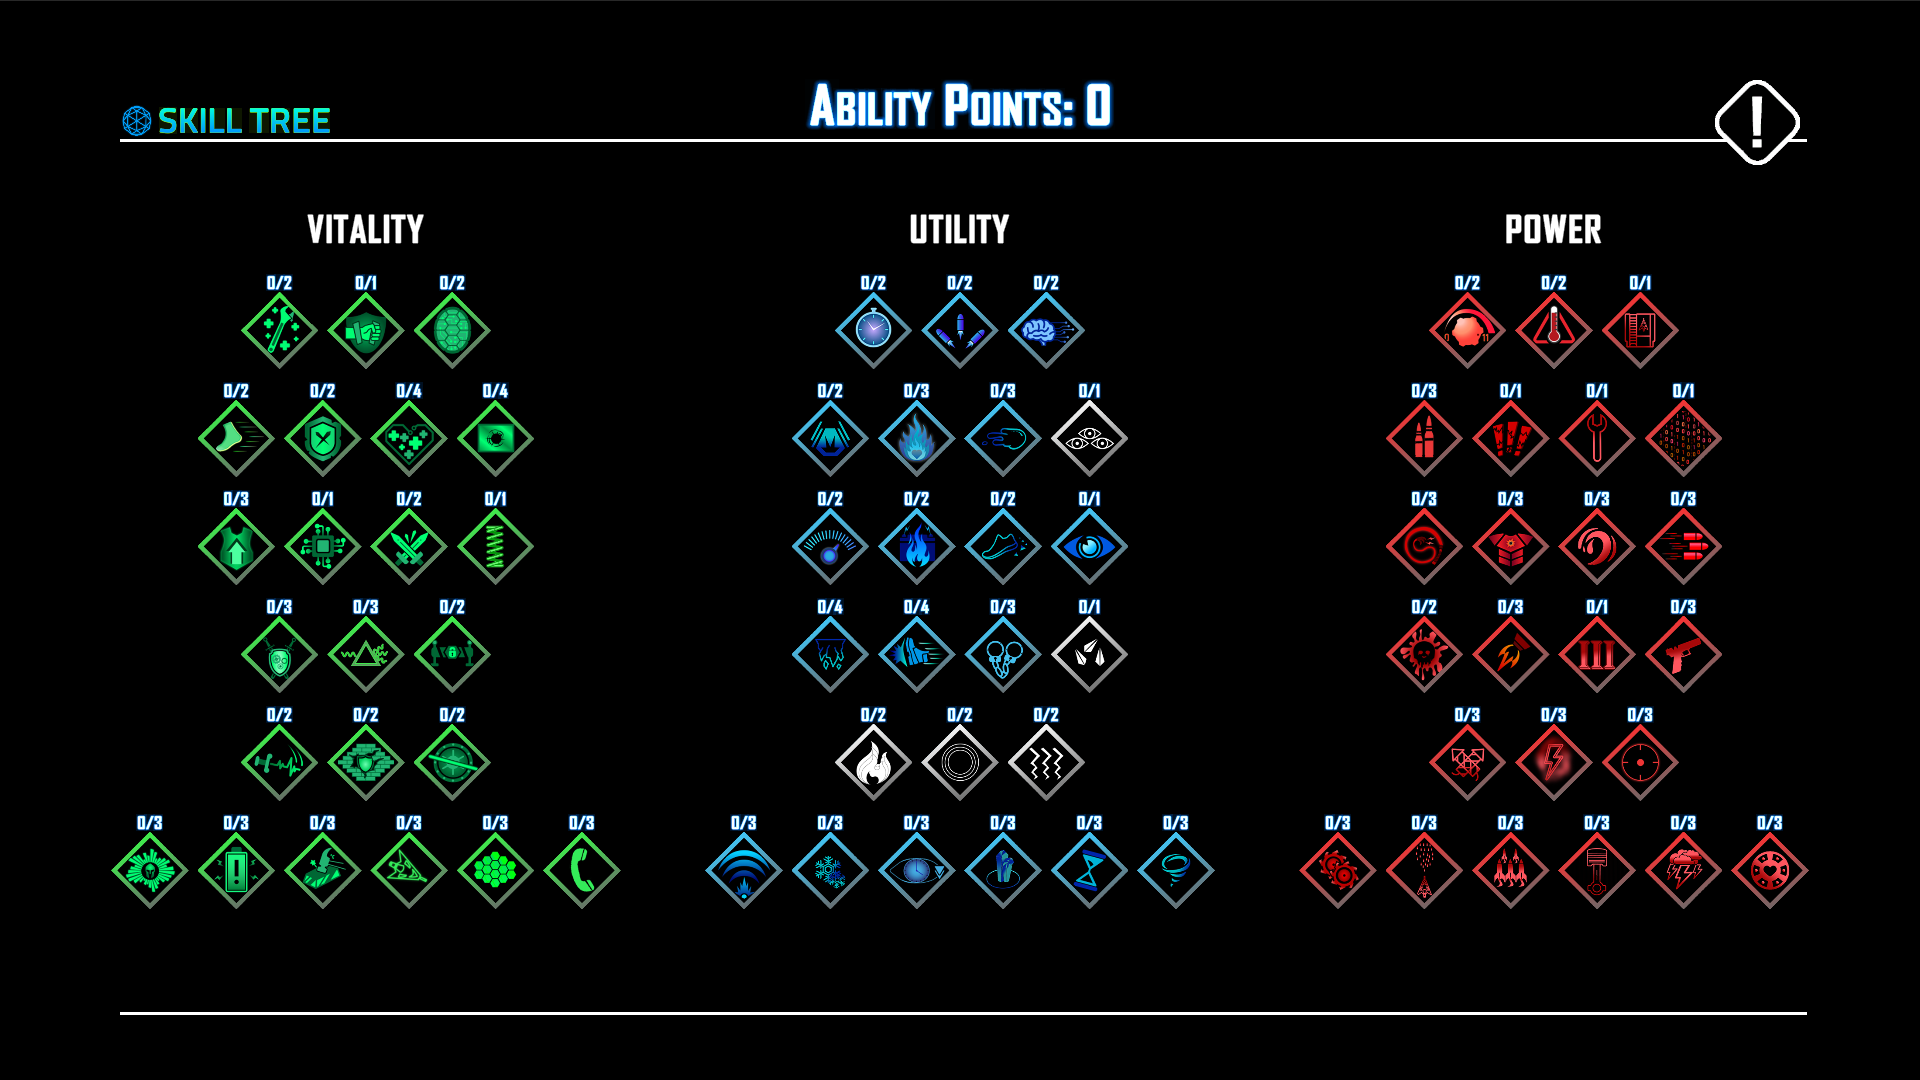 SKILL TREE
ABILITY POINTS: 0
!
VITALITY
UTILITY
POWER
0/2 0/1 0/2
0/2 0/2 0/2
0/2 0/2 0/1
0/2 0/2 0/4 0/4
0/2 0/3 0/3 0/1
0/3 0/1 0/1 0/1
0/3 0/1 0/2 0/1
0/2 0/2 0/2 0/1
0/3 0/3 0/3 0/3
0/3 0/3 0/2
0/4 0/4 0/3 0/1
0/2 0/3 0/1 0/3
0/2 0/2 0/2
0/2 0/2 0/2
0/3 0/3 0/3
0/3 0/3 0/3 0/3 0/3 0/3
0/3 0/3 0/3 0/3 0/3 0/3
0/3 0/3 0/3 0/3 0/3 0/3